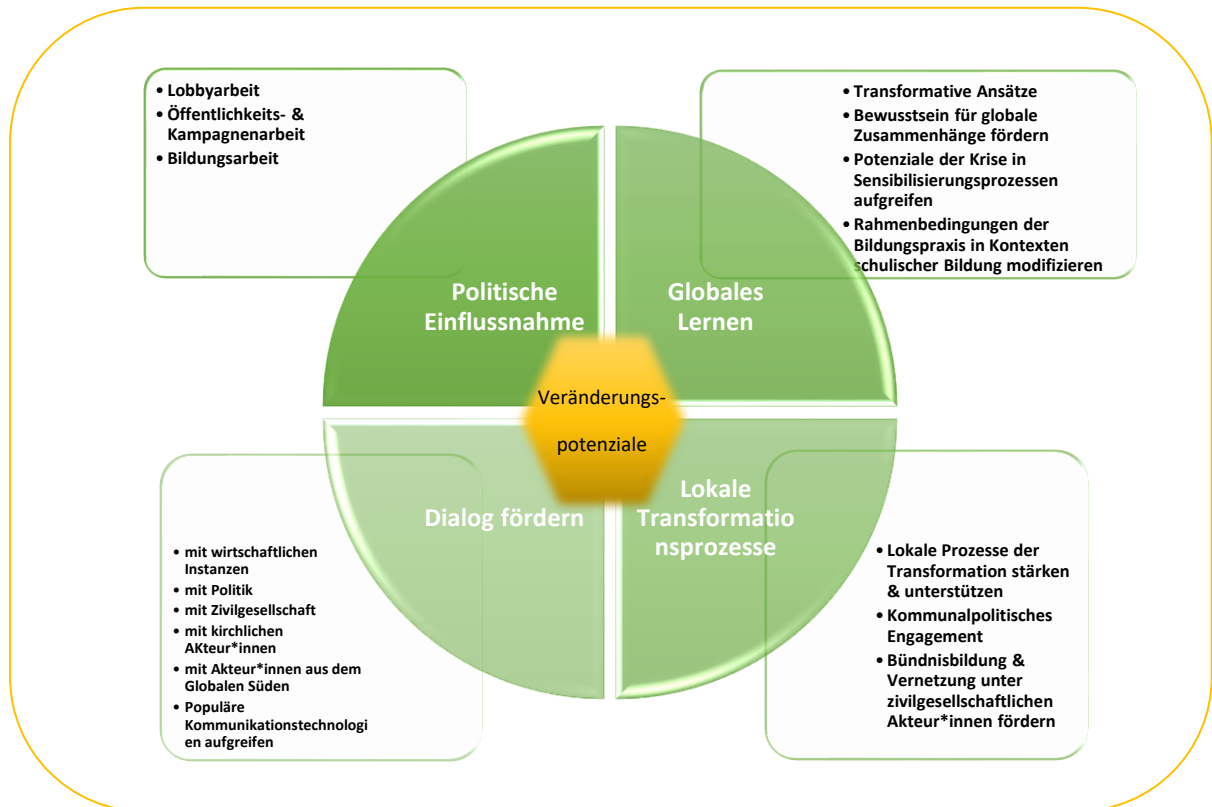 • Lobbyarbeit
• Öffentlichkeits- &
Kampagnenarbeit
• Bildungsarbeit
• Transformative Ansätze
• Bewusstsein für globale
Zusammenhänge fördern
• Potenziale der Krise in
Sensibilisierungsprozessen
aufgreifen
• Rahmenbedingungen der
Bildungspraxis in Kontexten
schulischer Bildung modifizieren
Politische
Einflussnahme
Globales
Lernen
Veränderungs-
potenziale
Dialog fördern
Lokale
Transformatio
nsprozesse
• mit wirtschaftlichen
Instanzen
• mit Politik
• mit Zivilgesellschaft
• mit kirchlichen
AKteur*innen
• mit Akteur*innen aus dem
Globalen Süden
• Populäre
Kommunikationstechnologi
en aufgreifen
• Lokale Prozesse der
Transformation stärken
& unterstützen
• Kommunalpolitisches
Engagement
• Bündnisbildung &
Vernetzung unter
zivilgesellschaftlichen
Akteur*innen fördern